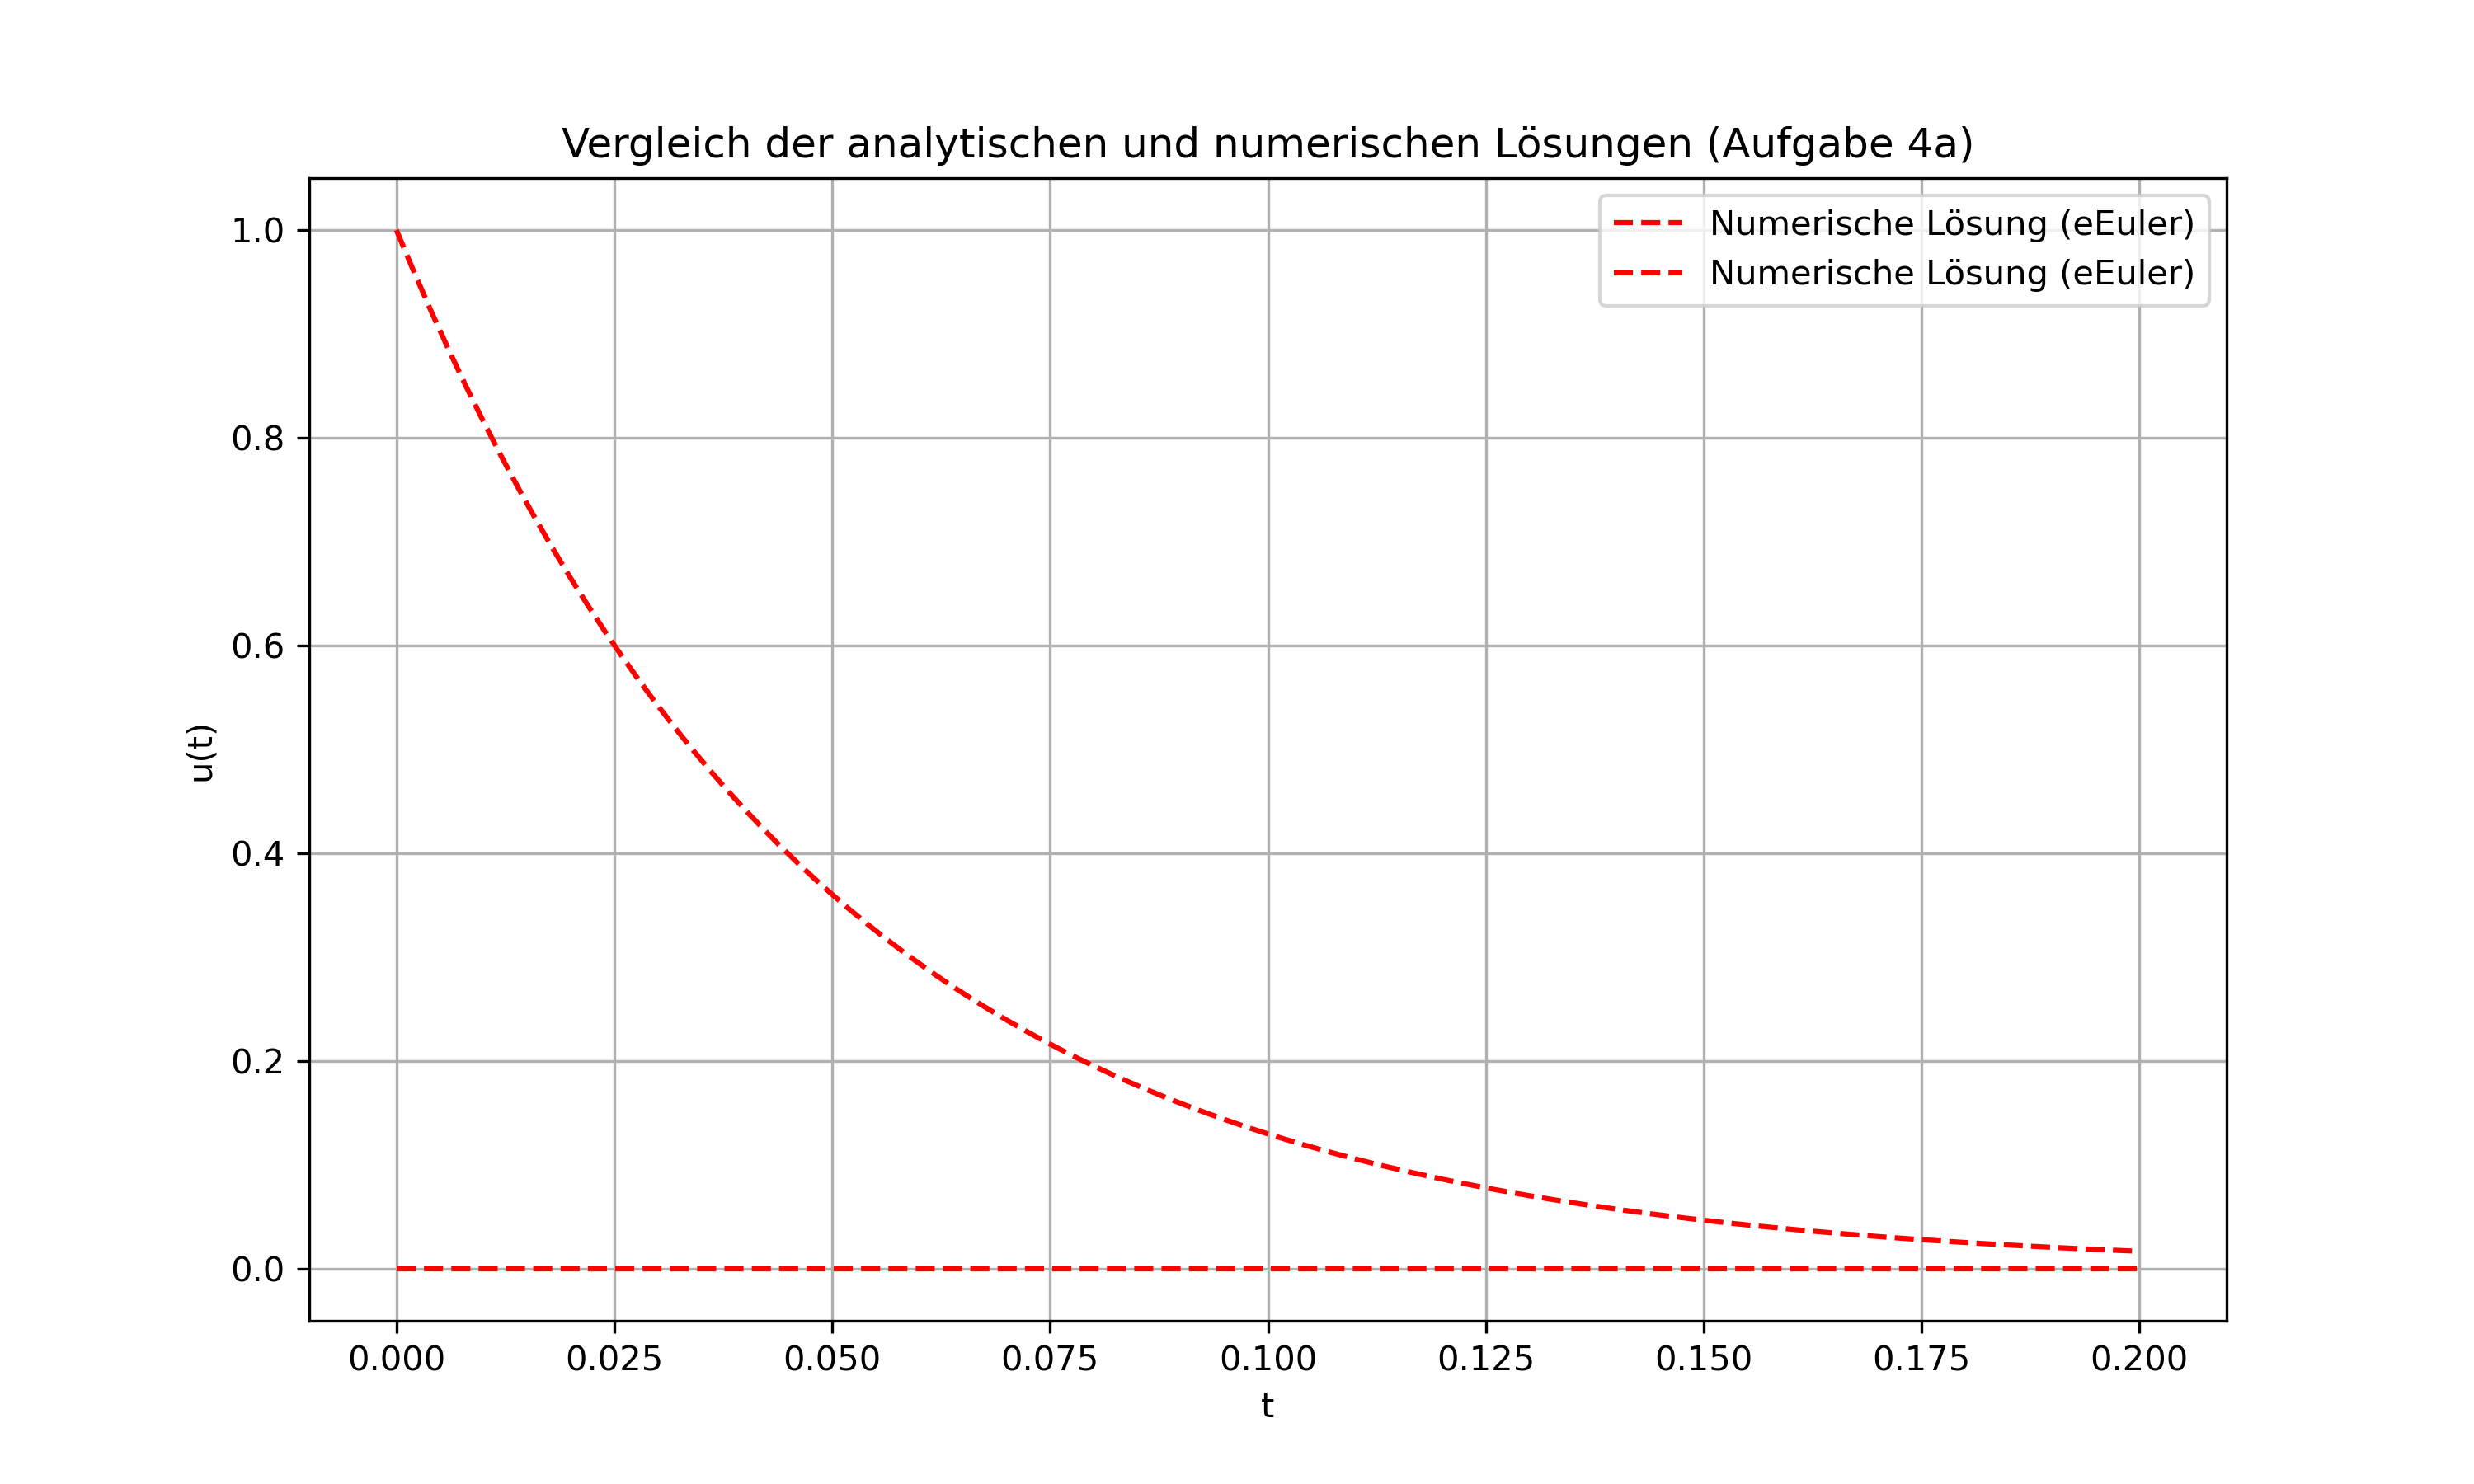 Vergleich der analytischen und numerischen Lösungen (Aufgabe 4a)
Numerische Lösung (eEuler)
Numerische Lösung (eEuler)
1.0
0.8
0.6
0.4
0.2
0.0
u(t)
0.000 0.025 0.050 0.075 0.100 0.125 0.150 0.175 0.200
t